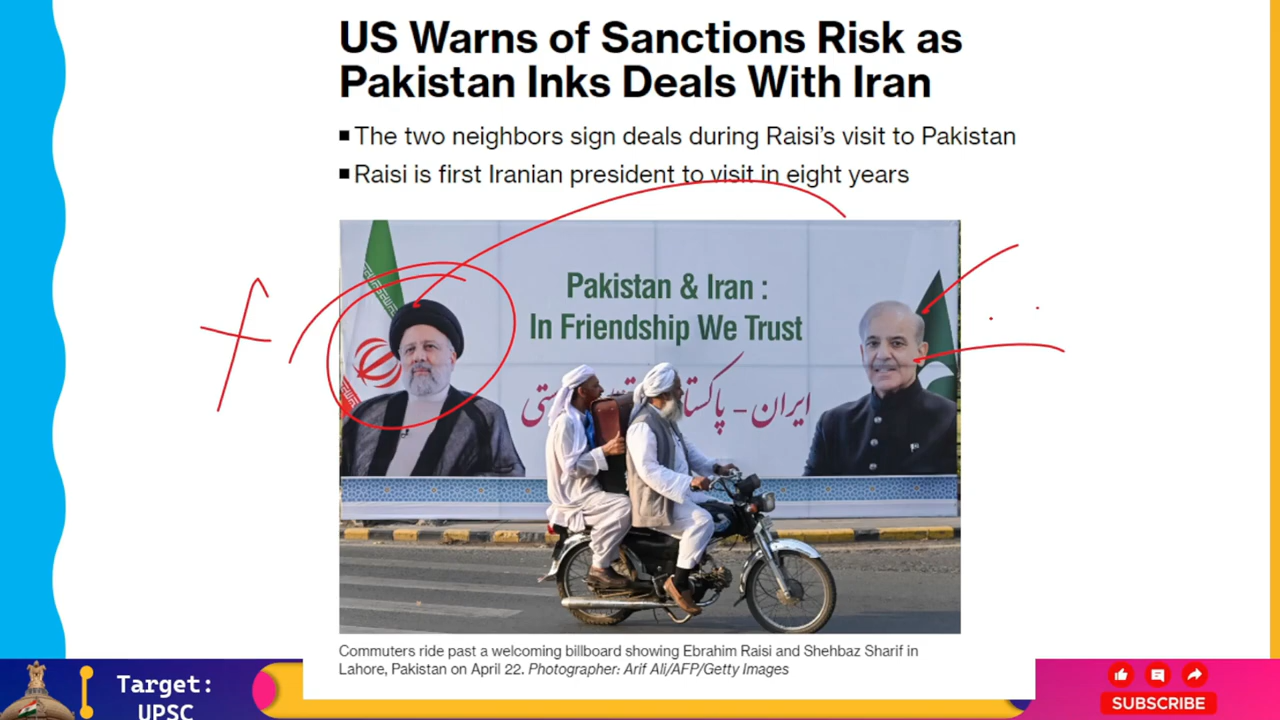 US Warns of Sanctions Risk as
Pakistan Inks Deals With Iran
The two neighbors sign deals during Raisi's visit to Pakistan
Raisi is first Iranian president to visit in eight years
Pakistan & Iran :
In Friendship We Trust
ایران - پاکستا
Commuters ride past a welcoming billboard showing Ebrahim Raisi and Shehbaz Sharif in
Lahore, Pakistan on April 22. Photographer: Arif Ali/AFP/Getty Images
Target:
UPSC
SUBSCRIBE